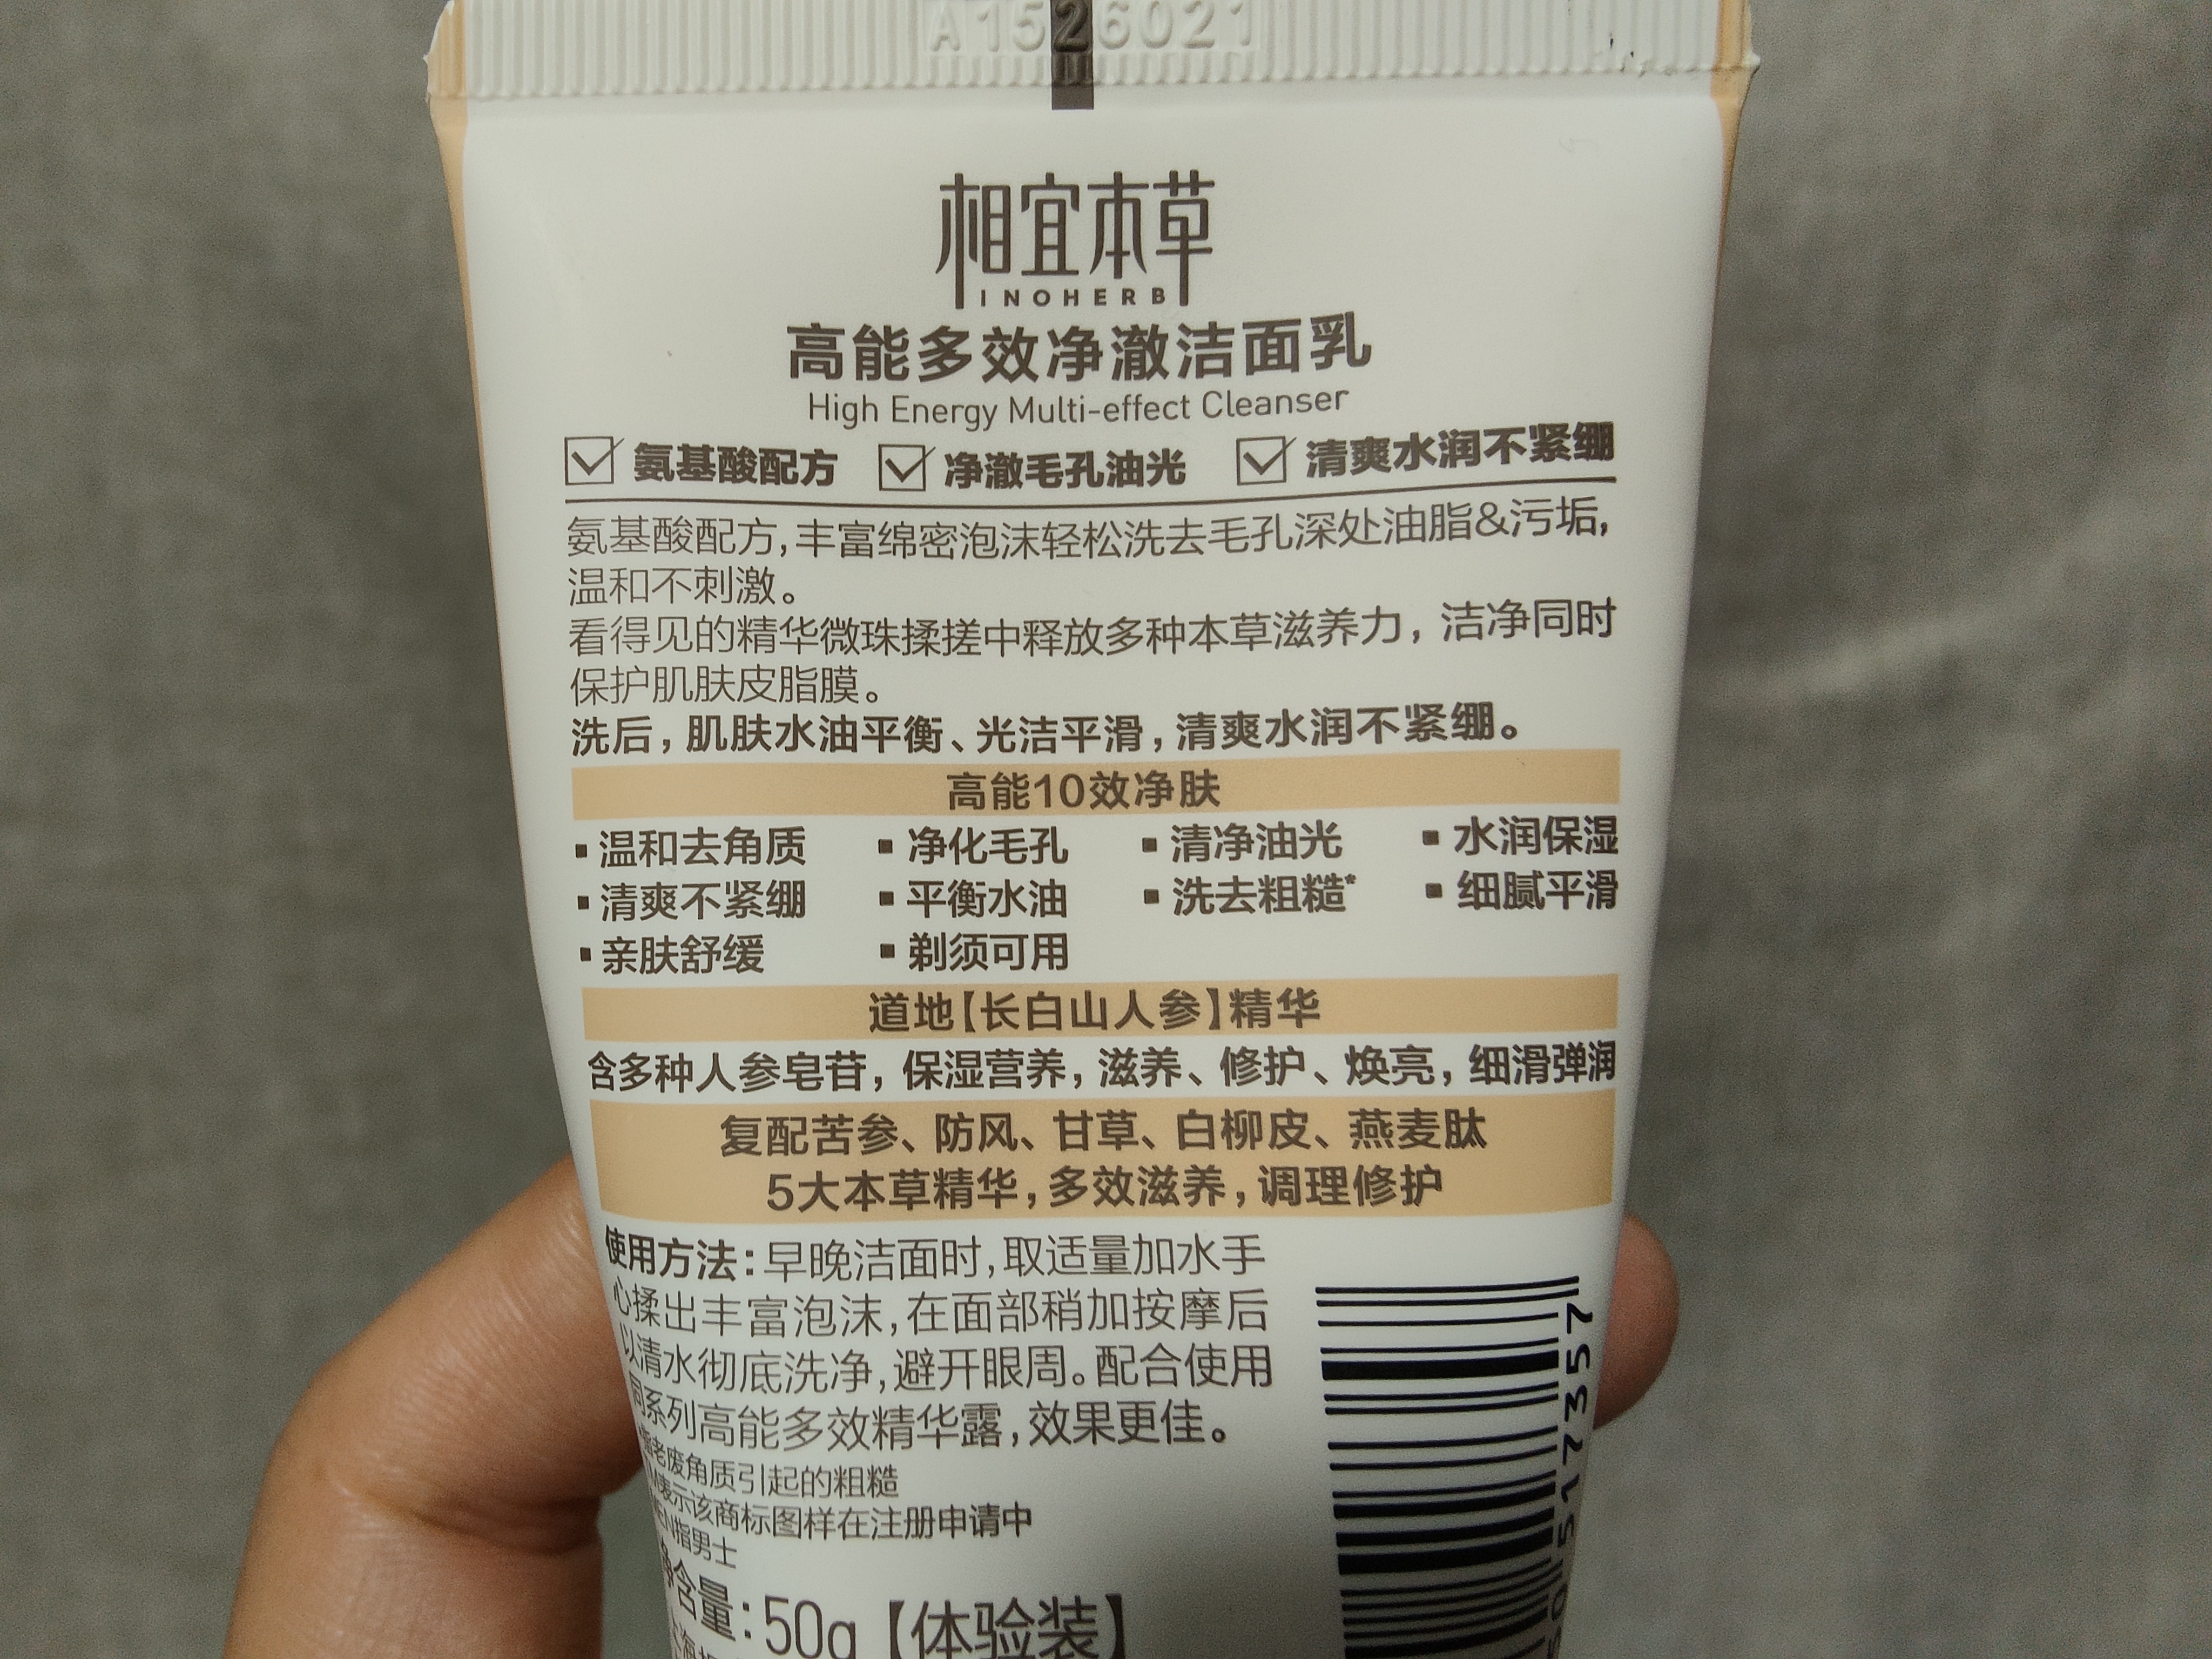 A1526021
相宜本草
INOHERB
高能多效净澈洁面乳
High Energy Multi-effect Cleanser
氨基酸配方 净澈毛孔油光 清爽水润不紧绷
氨基酸配方,丰富绵密泡沫轻松洗去毛孔深处油脂&污垢,
温和不刺激。
看得见的精华微珠揉搓中释放多种本草滋养力，洁净同时
保护肌肤皮脂膜。
洗后，肌肤水油平衡、光洁平滑，清爽水润不紧绷。
高能10效净肤
▪温和去角质 ▪净化毛孔 ▪清净油光 ▪水润保湿
▪清爽不紧绷 ▪平衡水油 ▪洗去粗糙* ▪细腻平滑
▪亲肤舒缓 ▪剃须可用
道地【长白山人参】精华
含多种人参皂苷，保湿营养，滋养、修护、焕亮，细滑弹润
复配苦参、防风、甘草、白柳皮、燕麦肽
5大本草精华，多效滋养，调理修护
使用方法：早晚洁面时,取适量加水手
心揉出丰富泡沫,在面部稍加按摩后
以清水彻底洗净,避开眼周。配合使用
同系列高能多效精华露,效果更佳。
*指老废角质引起的粗糙
表示该商标图样在注册申请中
指男士
净含量：50g【体验装】
517357